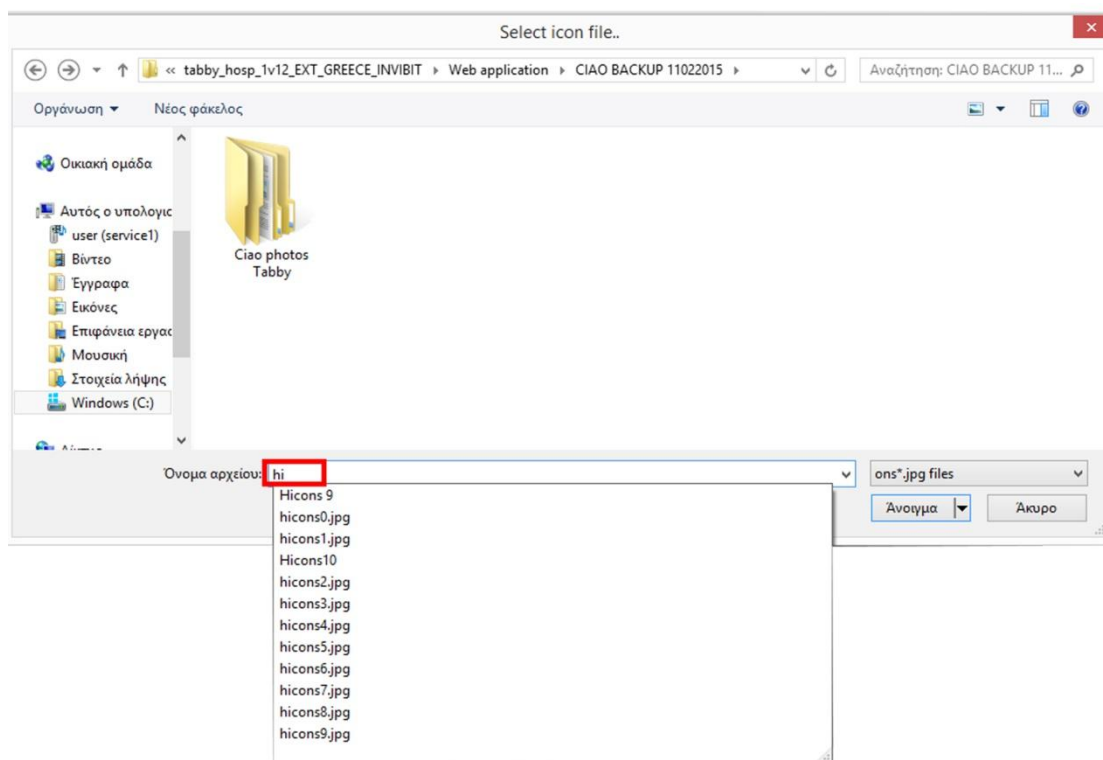 Select icon file..
« tabby_hosp_1v12_EXT_GREECE_INVIBIT Web application CIAO BACKUP 11022015 Αναζήτηση: CIAO BACKUP 11...
Οργάνωση Νέος φάκελος
Οικιακή ομάδα
Αυτός ο υπολογισ
user (service1)
Βίντεο
Έγγραφα
Εικόνες
Επιφάνεια εργασ
Μουσική
Στοιχεία λήψης
Windows (C:)
Ciao photos
Tabby
Όνομα αρχείου: hi ons*.jpg files
Άνοιγμα Άκυρο
Hicons 9
hicons0.jpg
hicons1.jpg
Hicons10
hicons2.jpg
hicons3.jpg
hicons4.jpg
hicons5.jpg
hicons6.jpg
hicons7.jpg
hicons8.jpg
hicons9.jpg